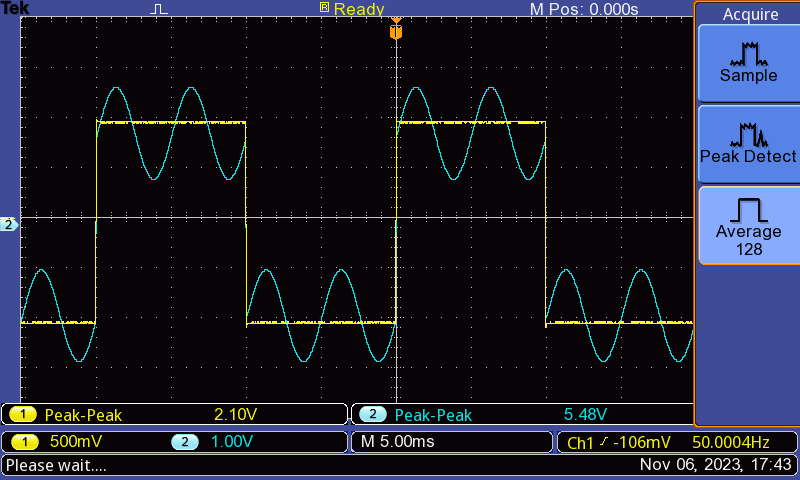 Tek
R Ready
M Pos: 0.000s
Acquire
T
Sample
Peak Detect
Average
128
2
1 Peak-Peak 2.10V
2 Peak-Peak 5.48V
1 500mV
2 1.00V
M 5.00ms
Ch1 -106mV 50.0004Hz
Please wait....
Nov 06, 2023, 17:43